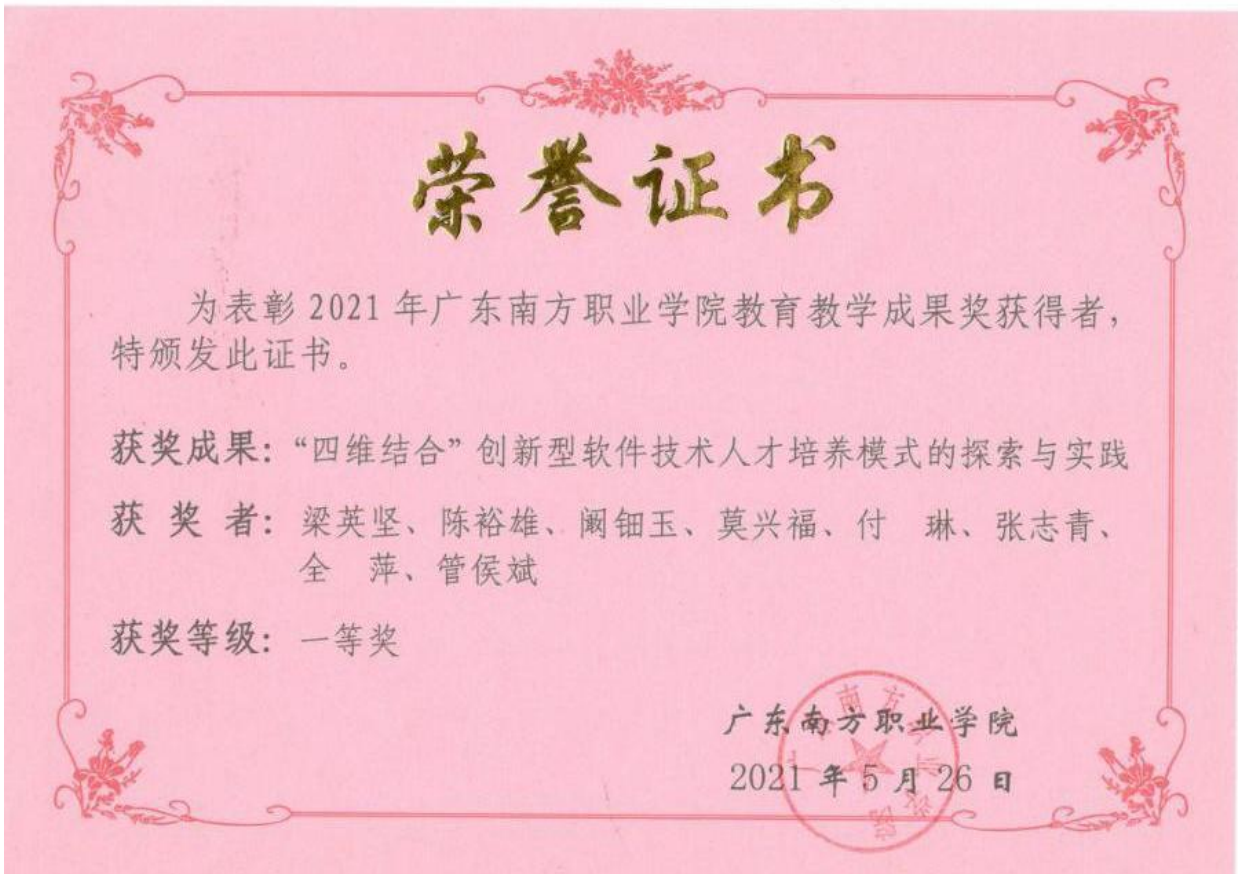 荣誉证书
为表彰 2021 年广东南方职业学院教育教学成果奖获得者，
特颁发此证书。
获奖成果：“四维结合”创新型软件技术人才培养模式的探索与实践
获 奖 者：梁英坚、陈裕雄、阚钿玉、莫兴福、付　琳、张志青、
全　萍、管侯斌
获奖等级：一等奖
广东南方职业学院
2021 年 5 月 26 日